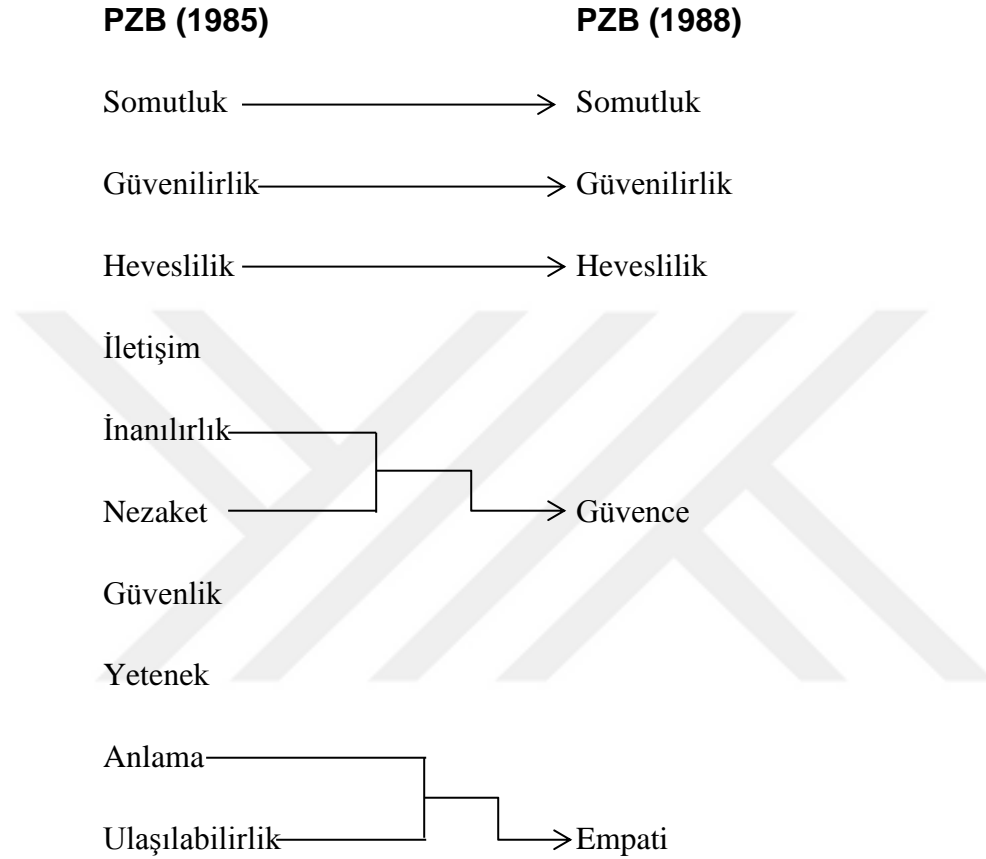 PZB (1985) PZB (1988)
Somutluk Somutluk
Güvenilirlik Güvenilirlik
Heveslilik Heveslilik
İletişim
İnanılırlık
Nezaket Güvence
Güvenlik
Yetenek
Anlama
Ulaşılabilirlik Empati